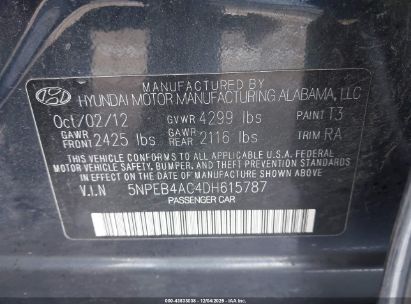 MANUFACTURED BY
HYUNDAI MOTOR MANUFACTURING ALABAMA, LLC
Oct/02/12 GVWR 4299 lbs PAINT T3
GAWR FRONT 2425 lbs GAWR REAR 2116 lbs TRIM RA
THIS VEHICLE CONFORMS TO ALL APPLICABLE U.S.A. FEDERAL
MOTOR VEHICLE SAFETY, BUMPER, AND THEFT PREVENTION STANDARDS
IN EFFECT ON THE DATE OF MANUFACTURE SHOWN ABOVE.
V.I.N 5NPEB4AC4DH615787
PASSENGER CAR